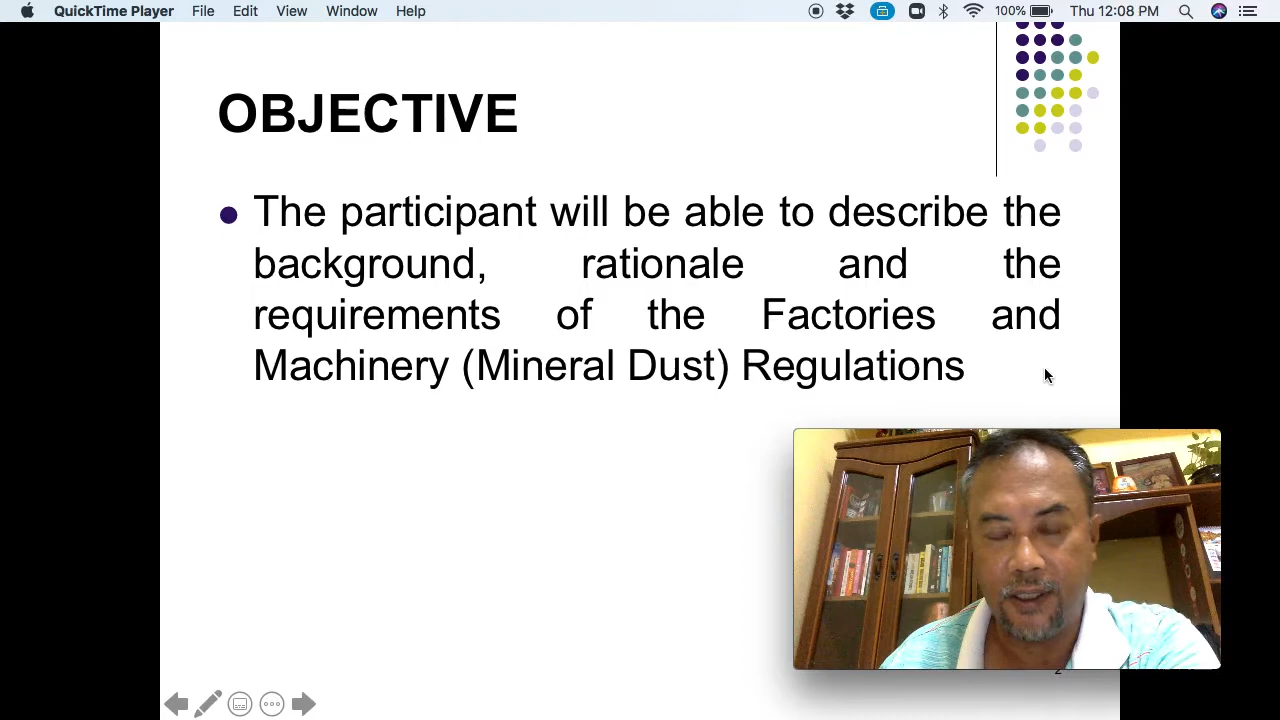 QuickTime Player File Edit View Window Help 100% Thu 12:08 PM
OBJECTIVE
The participant will be able to describe the
background, rationale and the
requirements of the Factories and
Machinery (Mineral Dust) Regulations